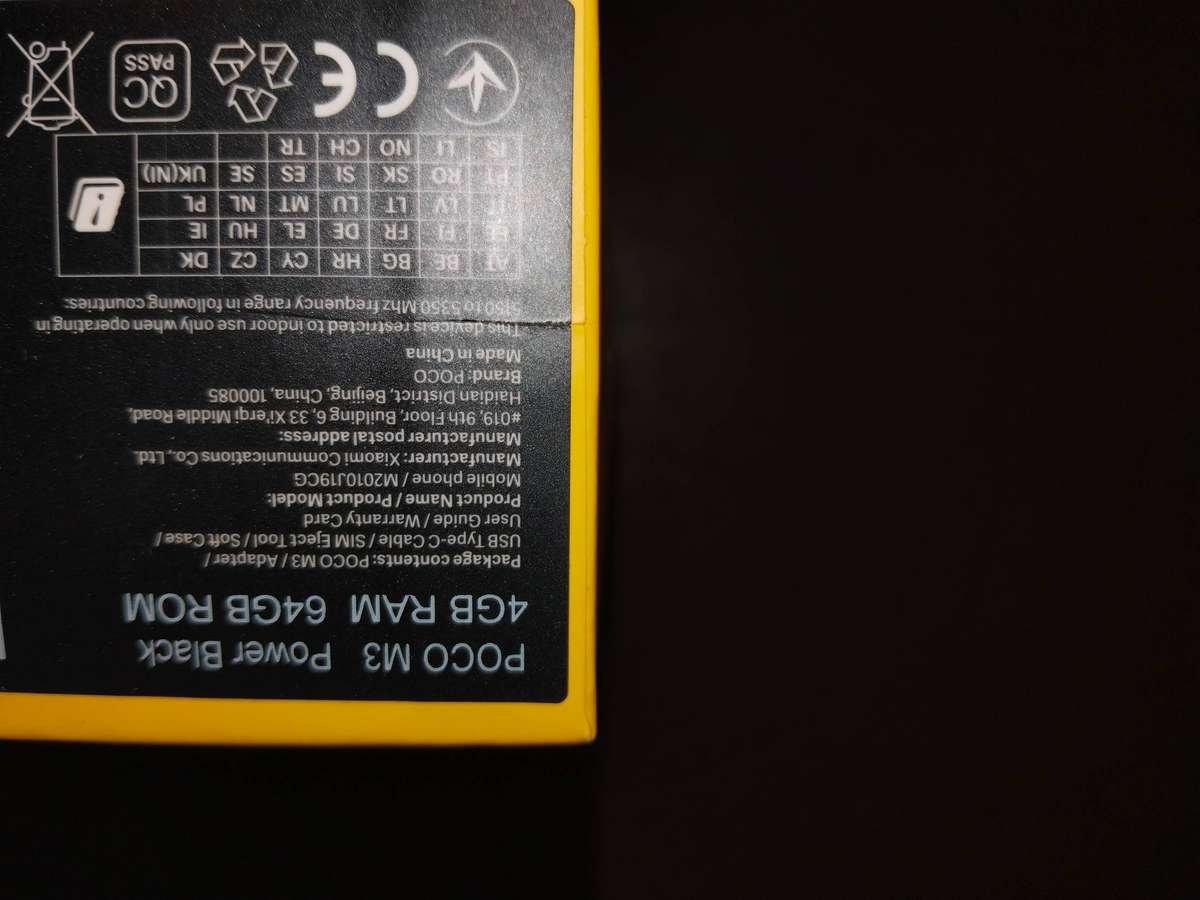 POCO M3 Power Black
4GB RAM 64GB ROM
Package contents: POCO M3 / Adapter /
USB Type-C Cable / SIM Eject Tool / Soft Case /
User Guide / Warranty Card
Product Name / Product Model:
Mobile phone / M2010J19CG
Manufacturer: Xiaomi Communications Co., Ltd.
Manufacturer postal address:
#019, 9th Floor, Building 6, 33 Xi'erqi Middle Road,
Haidian District, Beijing, China, 100085
Brand: POCO
Made in China
This device is restricted to indoor use only when operating in
5150 to 5350 Mhz frequency range in following countries:
AT BE BG HR CY CZ DK
EE FI FR DE EL HU IE
IT LV LT LU MT NL PL
PT RO SK SI ES SE UK(NI)
IS LI NO CH TR
CE QC PASS